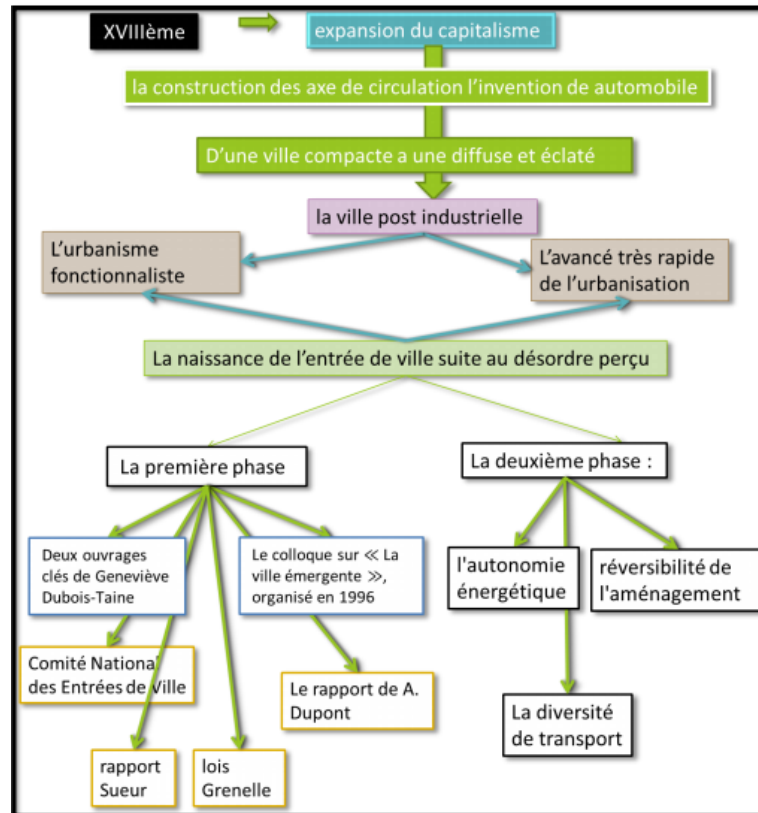 XVIIIème
expansion du capitalisme
la construction des axe de circulation l'invention de automobile
D'une ville compacte a une diffuse et éclaté
la ville post industrielle
L'urbanisme
fonctionnaliste
L'avancé très rapide
de l'urbanisation
La naissance de l'entrée de ville suite au désordre perçu
La première phase
La deuxième phase :
Deux ouvrages
clés de Geneviève
Dubois-Taine
Le colloque sur « La
ville émergente »,
organisé en 1996
l'autonomie
énergétique
réversibilité de
l'aménagement
Comité National
des Entrées de Ville
Le rapport de A.
Dupont
La diversité
de transport
rapport
Sueur
lois
Grenelle